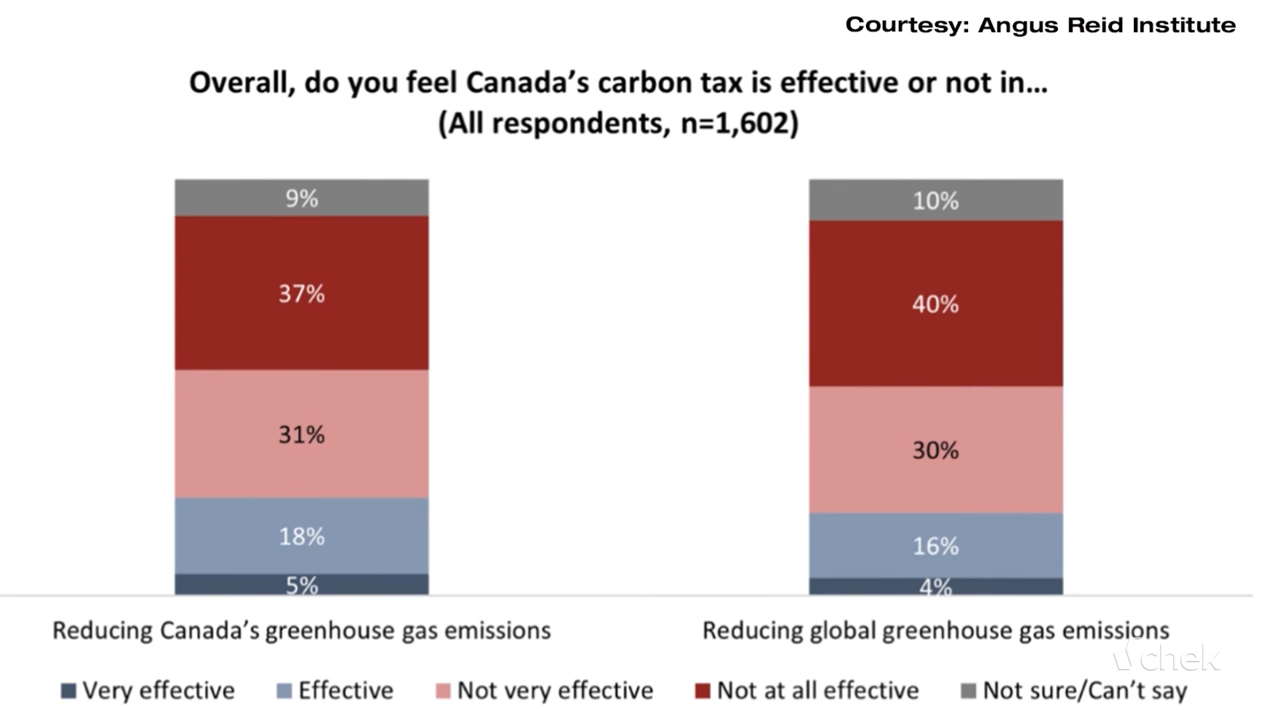 Courtesy: Angus Reid Institute
Overall, do you feel Canada’s carbon tax is effective or not in…
(All respondents, n=1,602)
9%
37%
31%
18%
5%
10%
40%
30%
16%
4%
Reducing Canada’s greenhouse gas emissions
Reducing global greenhouse gas emissions
chek
Very effective
Effective
Not very effective
Not at all effective
Not sure/Can’t say